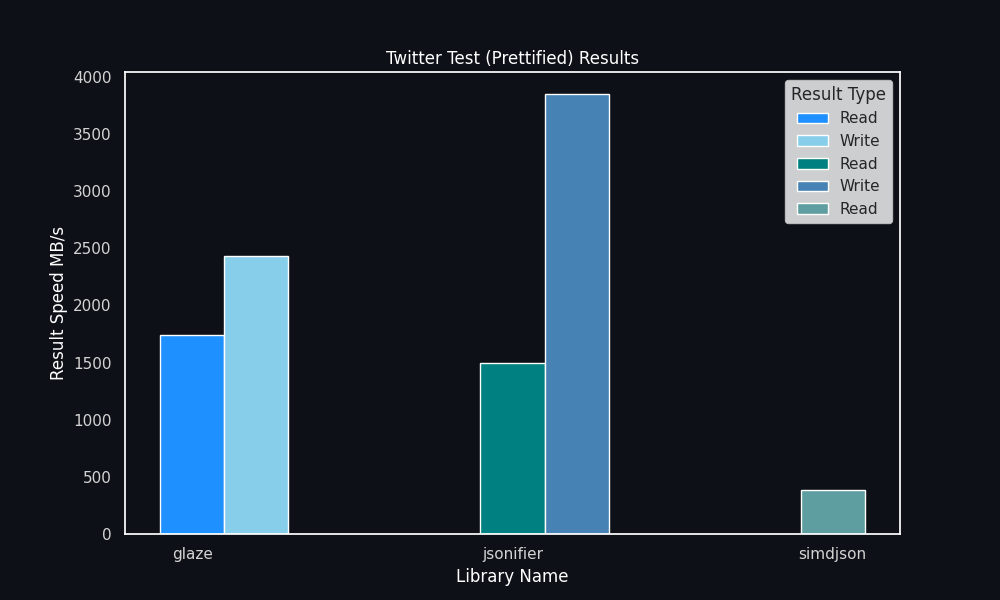 Twitter Test (Prettified) Results
Result Type
Read
Write
Read
Write
Read
4000
3500
3000
2500
2000
1500
1000
500
0
Result Speed MB/s
glaze
jsonifier
simdjson
Library Name